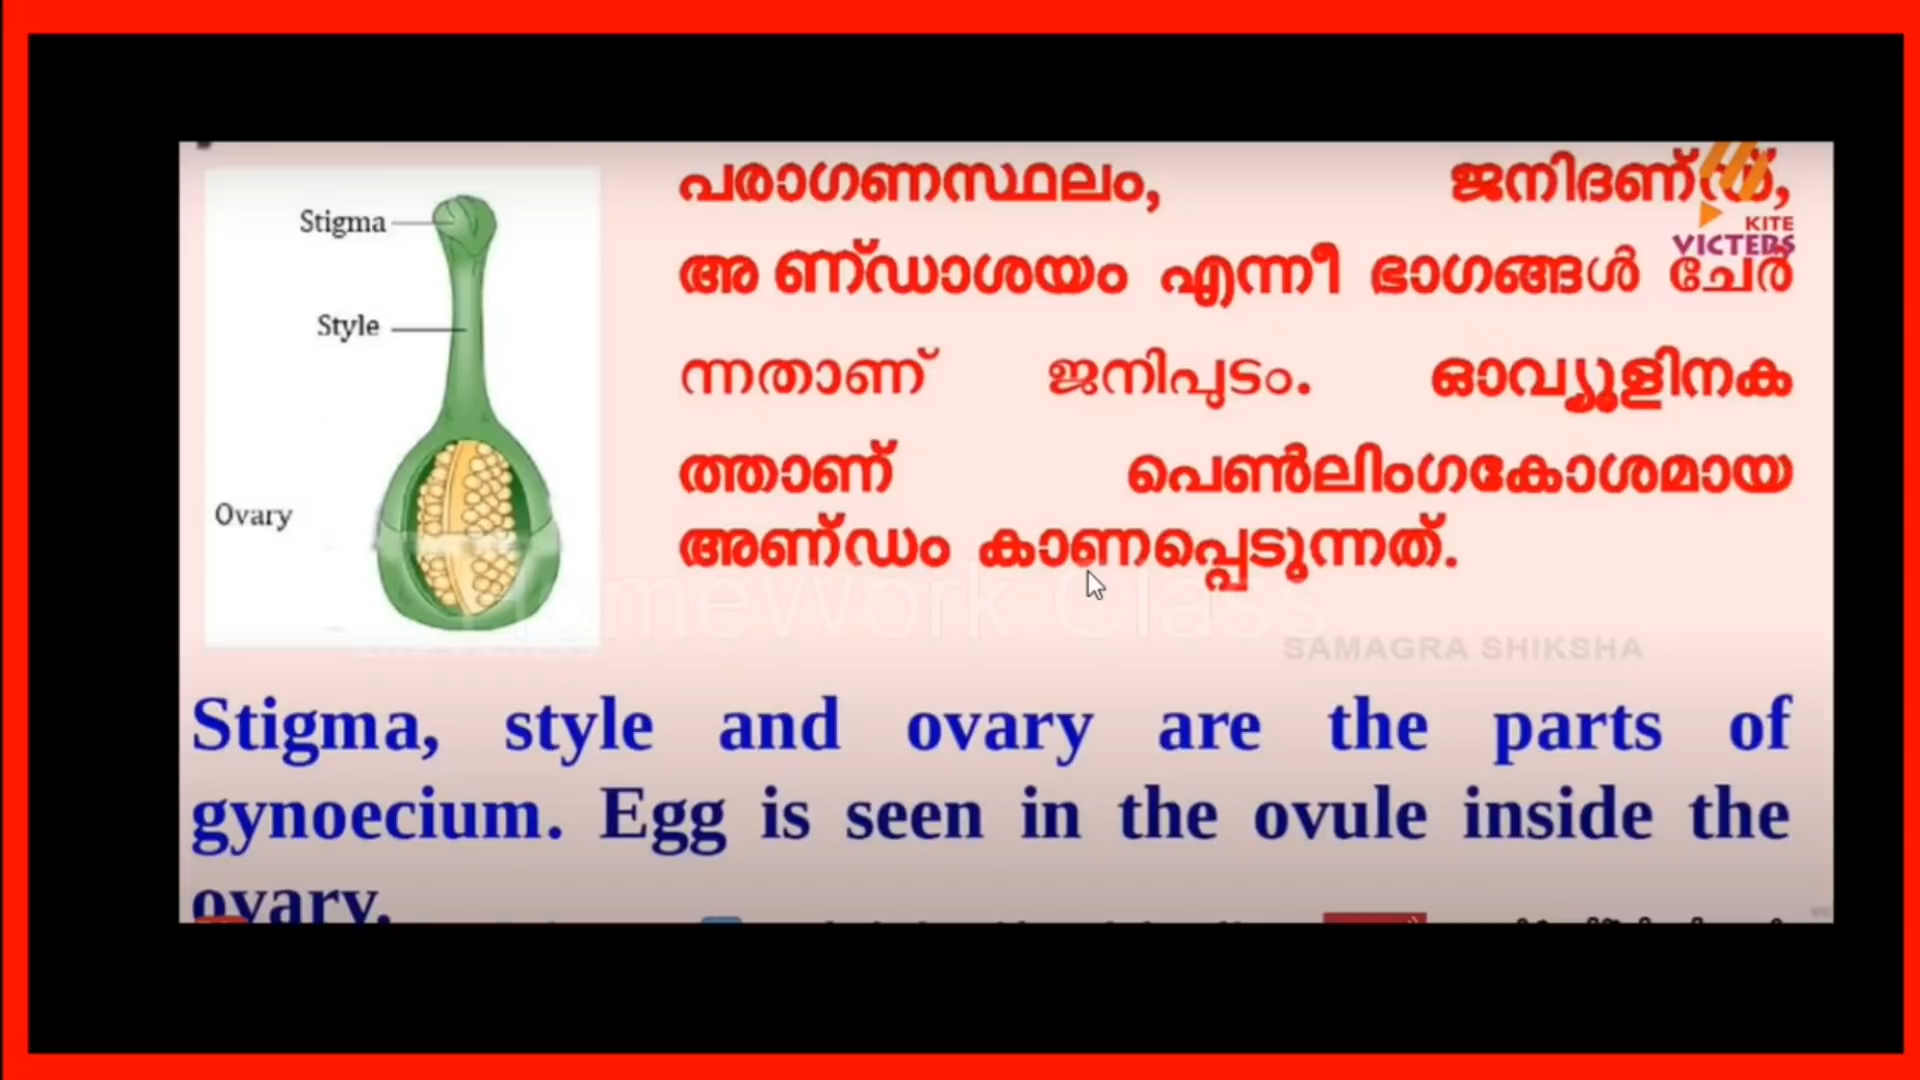 Stigma
Style
Ovary
പരാഗണസ്ഥലം, ജനിദണ്ഡ്,
അ ണ്ഡാശയം എന്നീ ഭാഗങ്ങൾ ചേര്
ന്നതാണ് ജനിപുടം. ഓവ്യൂളിനക
ത്താണ് പെൺലിംഗകോശമായ
അണ്ഡം കാണപ്പെടുന്നത്.
KITE
VICTERS
HomeWork Class
SAMAGRA SHIKSHA
Stigma, style and ovary are the parts of
gynoecium. Egg is seen in the ovule inside the
ovary.